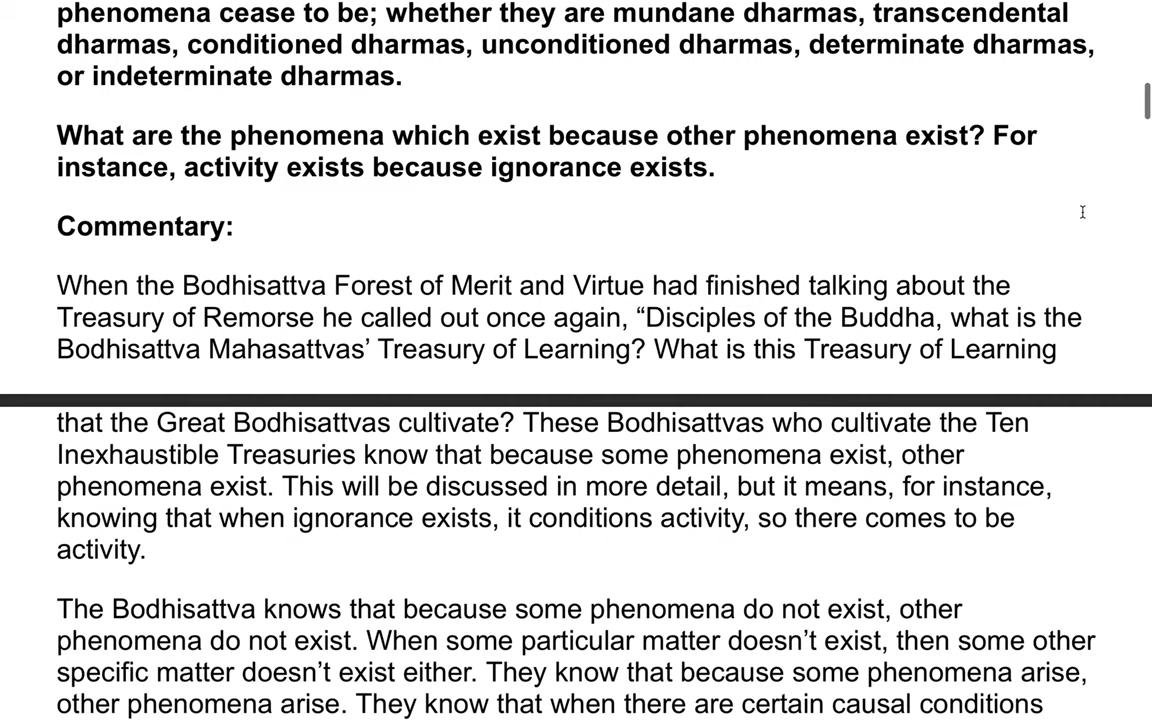 phenomena cease to be; whether they are mundane dharmas, transcendental
dharmas, conditioned dharmas, unconditioned dharmas, determinate dharmas,
or indeterminate dharmas.
What are the phenomena which exist because other phenomena exist? For
instance, activity exists because ignorance exists.
Commentary:
When the Bodhisattva Forest of Merit and Virtue had finished talking about the
Treasury of Remorse he called out once again, “Disciples of the Buddha, what is the
Bodhisattva Mahasattvas’ Treasury of Learning? What is this Treasury of Learning
that the Great Bodhisattvas cultivate? These Bodhisattvas who cultivate the Ten
Inexhaustible Treasuries know that because some phenomena exist, other
phenomena exist. This will be discussed in more detail, but it means, for instance,
knowing that when ignorance exists, it conditions activity, so there comes to be
activity.
The Bodhisattva knows that because some phenomena do not exist, other
phenomena do not exist. When some particular matter doesn’t exist, then some other
specific matter doesn’t exist either. They know that because some phenomena arise,
other phenomena arise. They know that when there are certain causal conditions